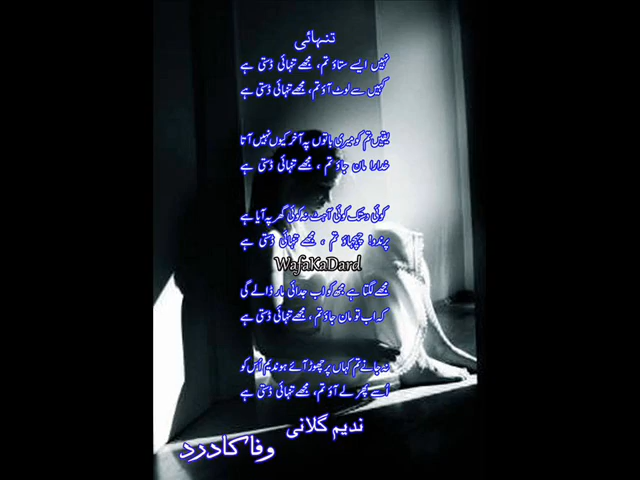 تنہائی
نہیں ایسے ستاؤ تم، مجھے تنہائی ڈستی ہے
کہیں سے لوٹ آؤ تم، مجھے تنہائی ڈستی ہے
یقیں تم کو میری باتوں پہ آخر کیوں نہیں آتا
خدارا مان جاؤ تم ، مجھے تنہائی ڈستی ہے
کوئی دستک کوئی آہٹ نہ کوئی گھر پہ آیا ہے
پرندو! چہچہاؤ تم ، مجھے تنہائی ڈستی ہے
WafaKaDard
مجھے لگتا ہے مجھ کو اب جدائی مار ڈالے گی
کہ اب تو مان جاؤ تم ، مجھے تنہائی ڈستی ہے
نہ جانے تم کہاں پر چھوڑ آئے ہو ندیم اُس کو
اُسے پھر لے آؤ تم، مجھے تنہائی ڈستی ہے
ندیم گلانی
وفا کا درد